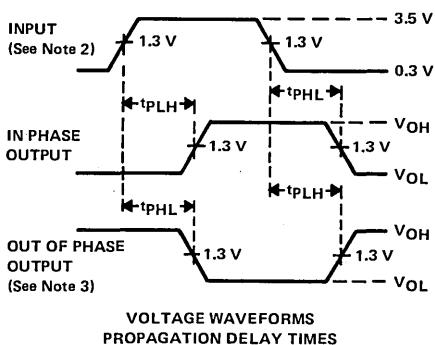 3.5 V
INPUT
(See Note 2)
1.3 V
1.3 V
0.3 V
tPLH
tPHL
IN PHASE
OUTPUT
1.3 V
1.3 V
VOH
VOL
tPHL
tPLH
OUT OF PHASE
OUTPUT
(See Note 3)
1.3 V
1.3 V
VOH
VOL
VOLTAGE WAVEFORMS
PROPAGATION DELAY TIMES